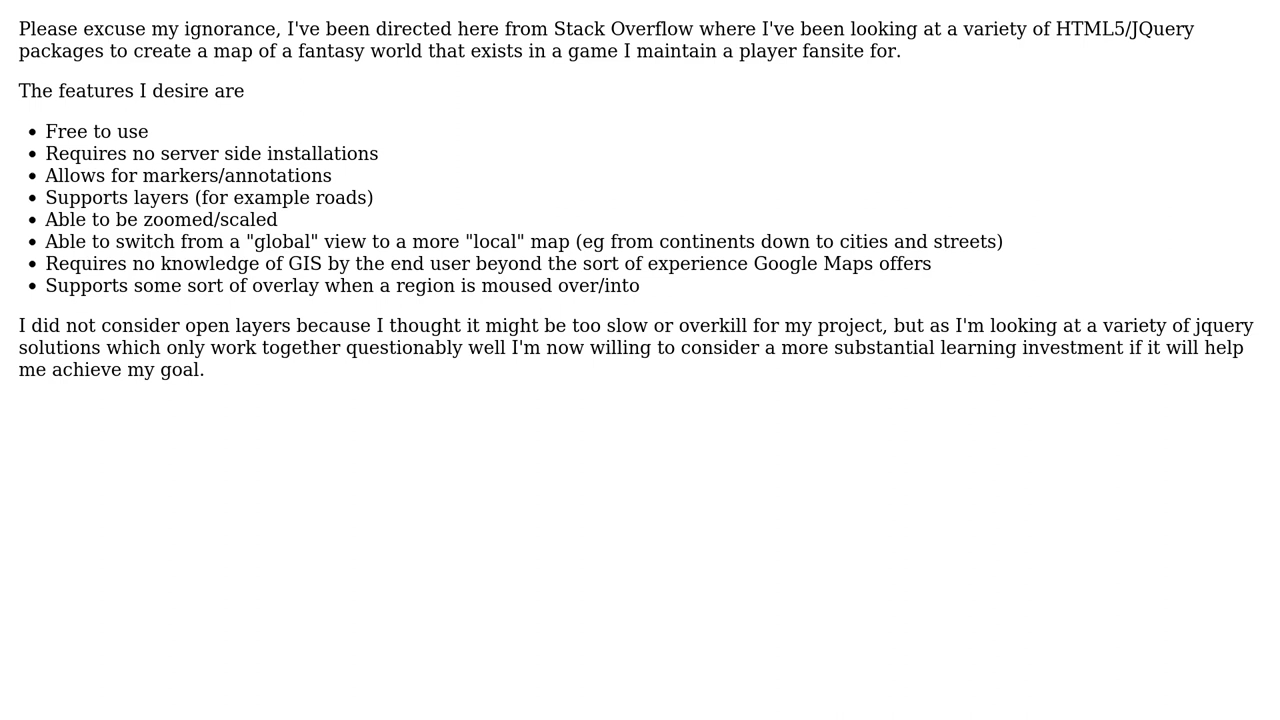 Please excuse my ignorance, I've been directed here from Stack Overflow where I've been looking at a variety of HTML5/JQuery
packages to create a map of a fantasy world that exists in a game I maintain a player fansite for.
The features I desire are
• Free to use
• Requires no server side installations
• Allows for markers/annotations
• Supports layers (for example roads)
• Able to be zoomed/scaled
• Able to switch from a "global" view to a more "local" map (eg from continents down to cities and streets)
• Requires no knowledge of GIS by the end user beyond the sort of experience Google Maps offers
• Supports some sort of overlay when a region is moused over/into
I did not consider open layers because I thought it might be too slow or overkill for my project, but as I'm looking at a variety of jquery
solutions which only work together questionably well I'm now willing to consider a more substantial learning investment if it will help
me achieve my goal.